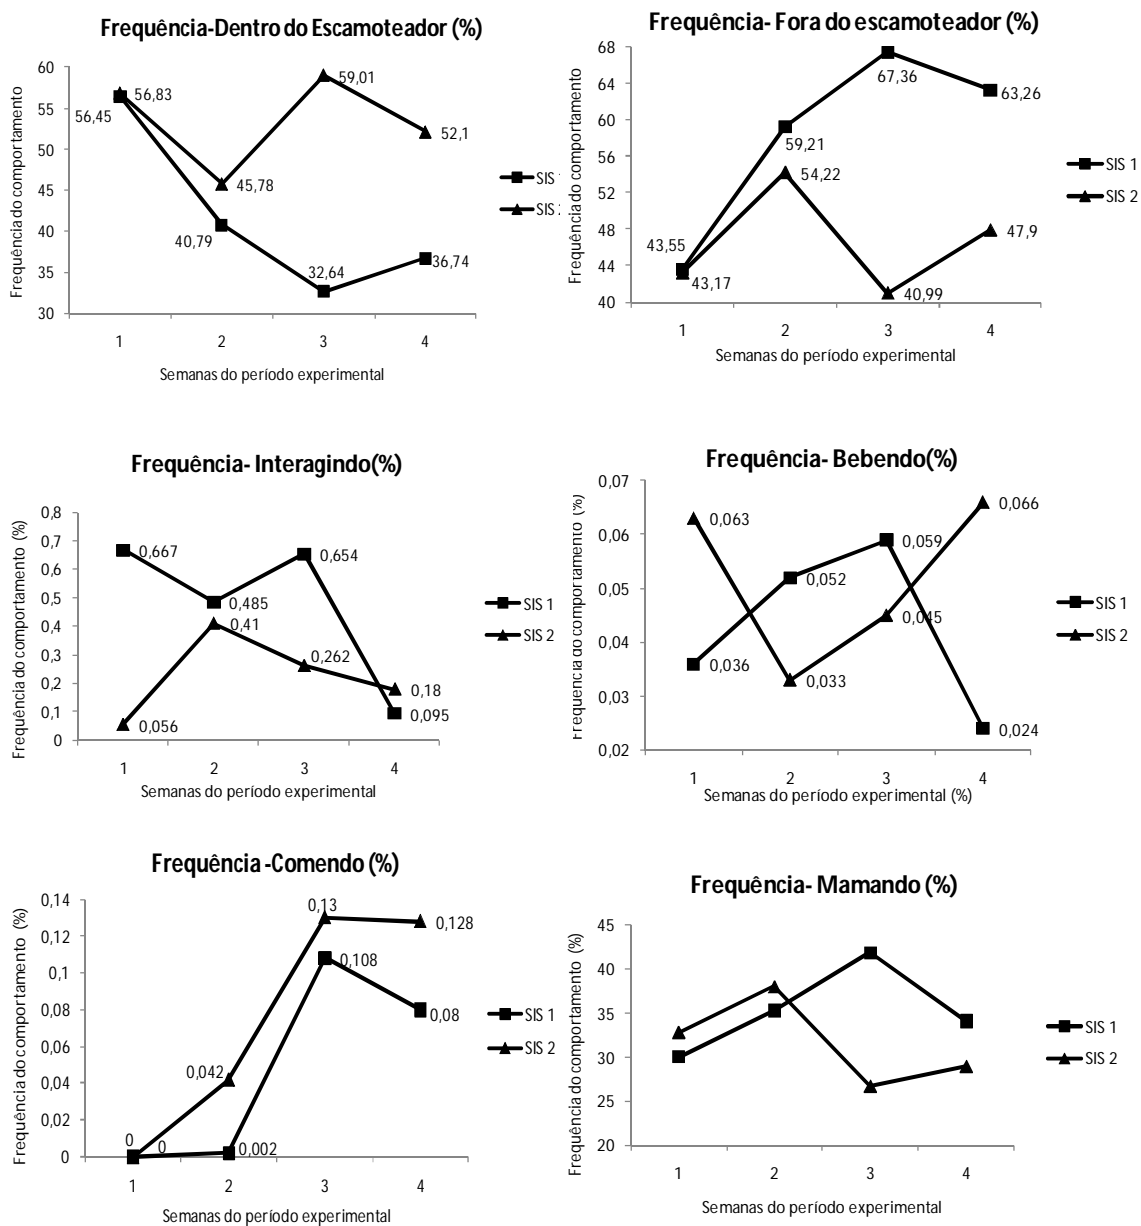 Frequência-Dentro do Escamoteador (%)
Frequência do comportamento
60
55
50
45
40
35
30
56,45
56,83
40,79
45,78
32,64
59,01
36,74
52,1
SIS
SIS
1 2 3 4
Semanas do período experimental
Frequência- Fora do escamoteador (%)
Frequência do comportamento
68
64
60
56
52
48
44
40
43,55
43,17
59,21
54,22
67,36
40,99
63,26
47,9
SIS 1
SIS 2
1 2 3 4
Semanas do período experimental
Frequência- Interagindo(%)
Frequência do comportamento (%)
0,8
0,7
0,6
0,5
0,4
0,3
0,2
0,1
0
0,667
0,056
0,485
0,41
0,654
0,262
0,18
0,095
SIS 1
SIS 2
1 2 3 4
Semanas do período experimental
Frequência- Bebendo(%)
Frequencia do comportamento (%)
0,07
0,06
0,05
0,04
0,03
0,02
0,063
0,036
0,052
0,033
0,059
0,045
0,066
0,024
SIS 1
SIS 2
1 2 3 4
Semanas do período experimental (%)
Frequência -Comendo (%)
Frequência do comportamento (%)
0,14
0,12
0,1
0,08
0,06
0,04
0,02
0
0
0
0,042
0,002
0,13
0,108
0,128
0,08
SIS 1
SIS 2
1 2 3 4
Semanas do período experimental
Frequência- Mamando (%)
Frequência do comportamento (%)
45
40
35
30
25
20
SIS 1
SIS 2
1 2 3 4
Semanas do período experimental